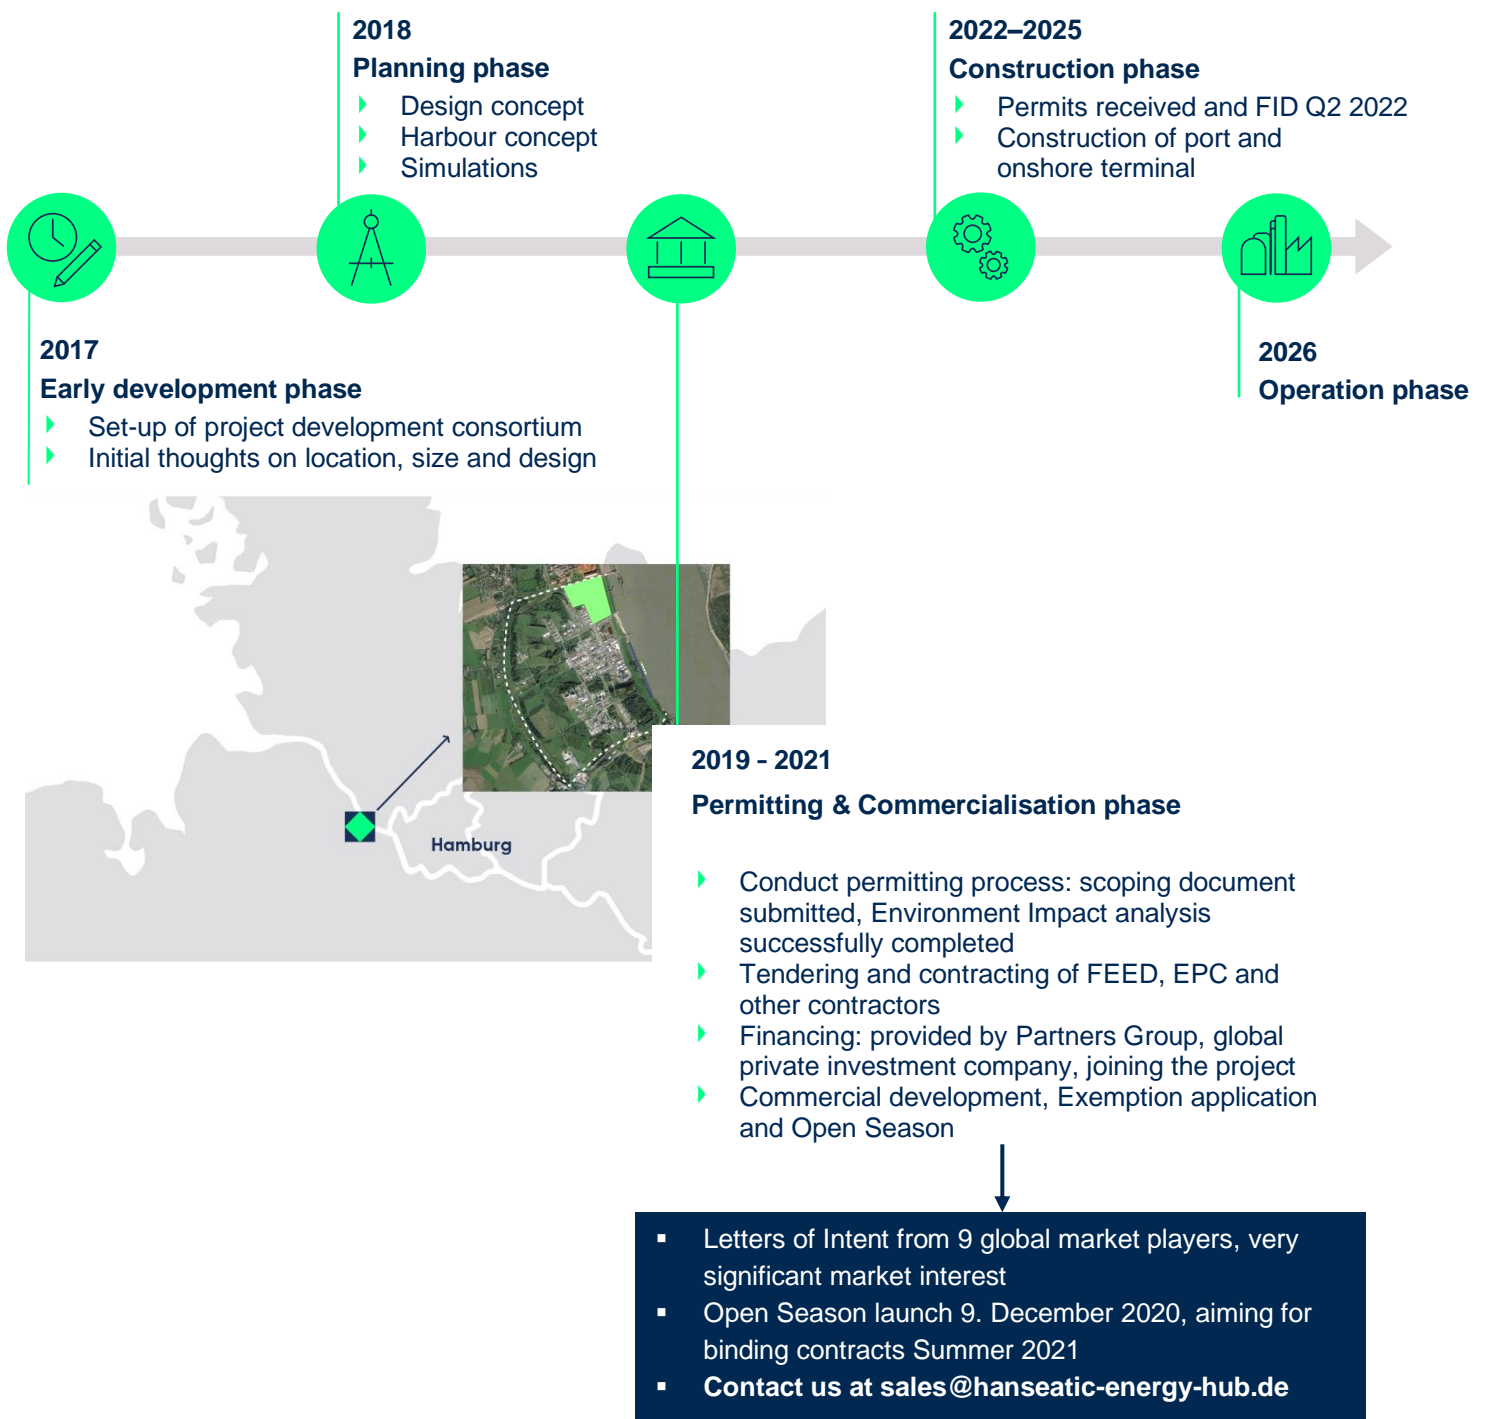 2018
Planning phase
Design concept
Harbour concept
Simulations
2022–2025
Construction phase
Permits received and FID Q2 2022
Construction of port and
onshore terminal
2017
Early development phase
Set-up of project development consortium
Initial thoughts on location, size and design
2026
Operation phase
Hamburg
2019 - 2021
Permitting & Commercialisation phase
Conduct permitting process: scoping document
submitted, Environment Impact analysis
successfully completed
Tendering and contracting of FEED, EPC and
other contractors
Financing: provided by Partners Group, global
private investment company, joining the project
Commercial development, Exemption application
and Open Season
Letters of Intent from 9 global market players, very
significant market interest
Open Season launch 9. December 2020, aiming for
binding contracts Summer 2021
Contact us at sales@hanseatic-energy-hub.de